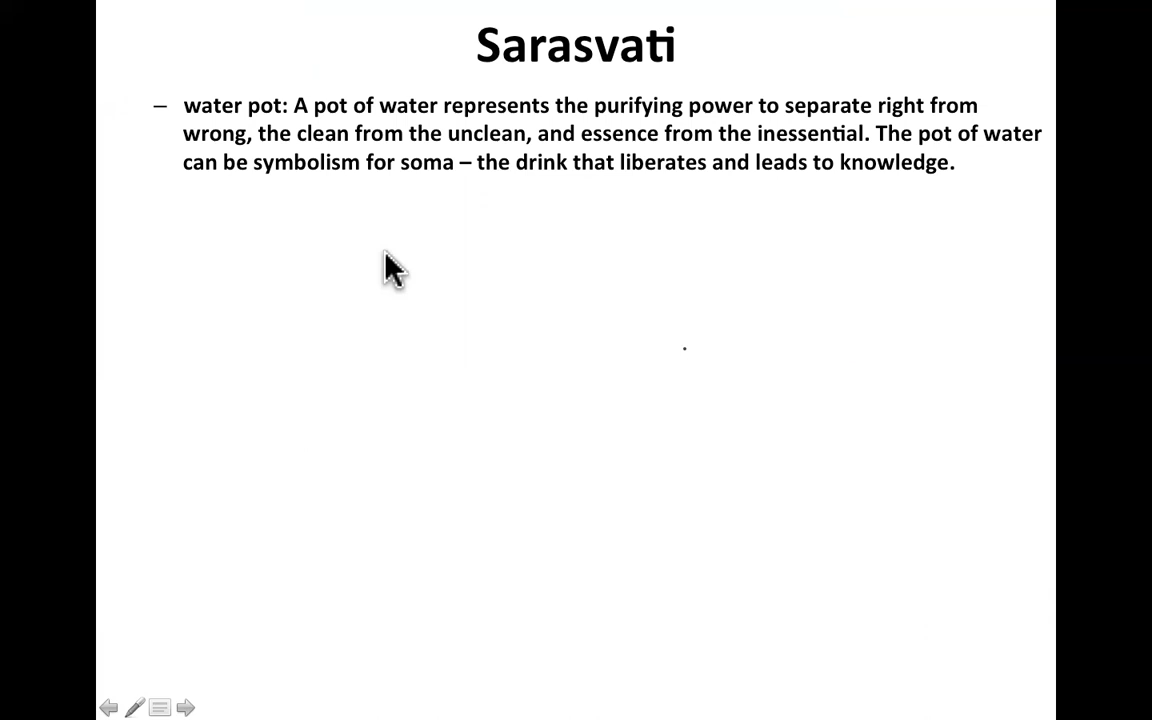 Sarasvati
– water pot: A pot of water represents the purifying power to separate right from
wrong, the clean from the unclean, and essence from the inessential. The pot of water
can be symbolism for soma – the drink that liberates and leads to knowledge.